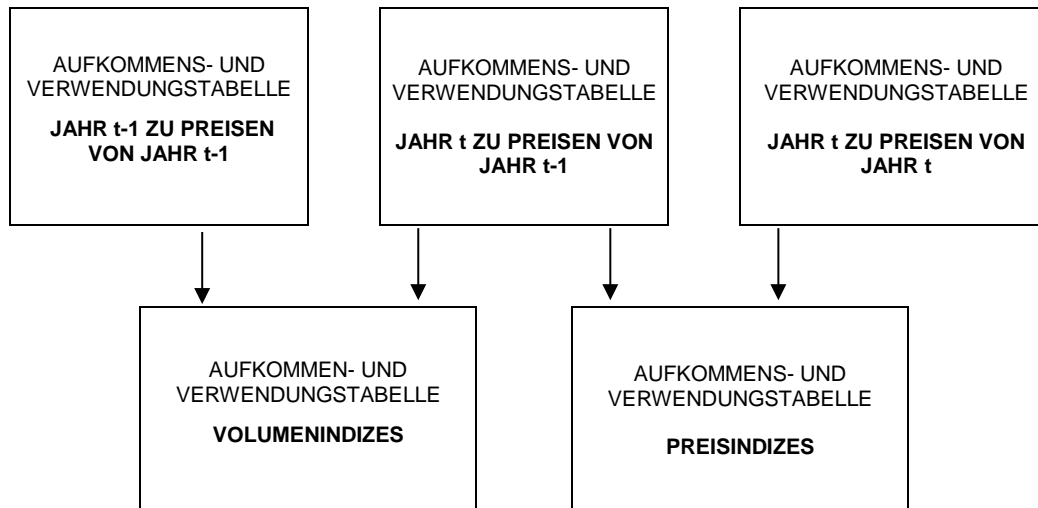 AUFKOMMENS- UND
VERWENDUNGSTABELLE
JAHR t-1 ZU PREISEN
VON JAHR t-1
AUFKOMMENS- UND
VERWENDUNGSTABELLE
JAHR t ZU PREISEN VON
JAHR t-1
AUFKOMMENS- UND
VERWENDUNGSTABELLE
JAHR t ZU PREISEN VON
JAHR t
AUFKOMMEN- UND
VERWENDUNGSTABELLE
VOLUMENINDIZES
AUFKOMMENS- UND
VERWENDUNGSTABELLE
PREISINDIZES